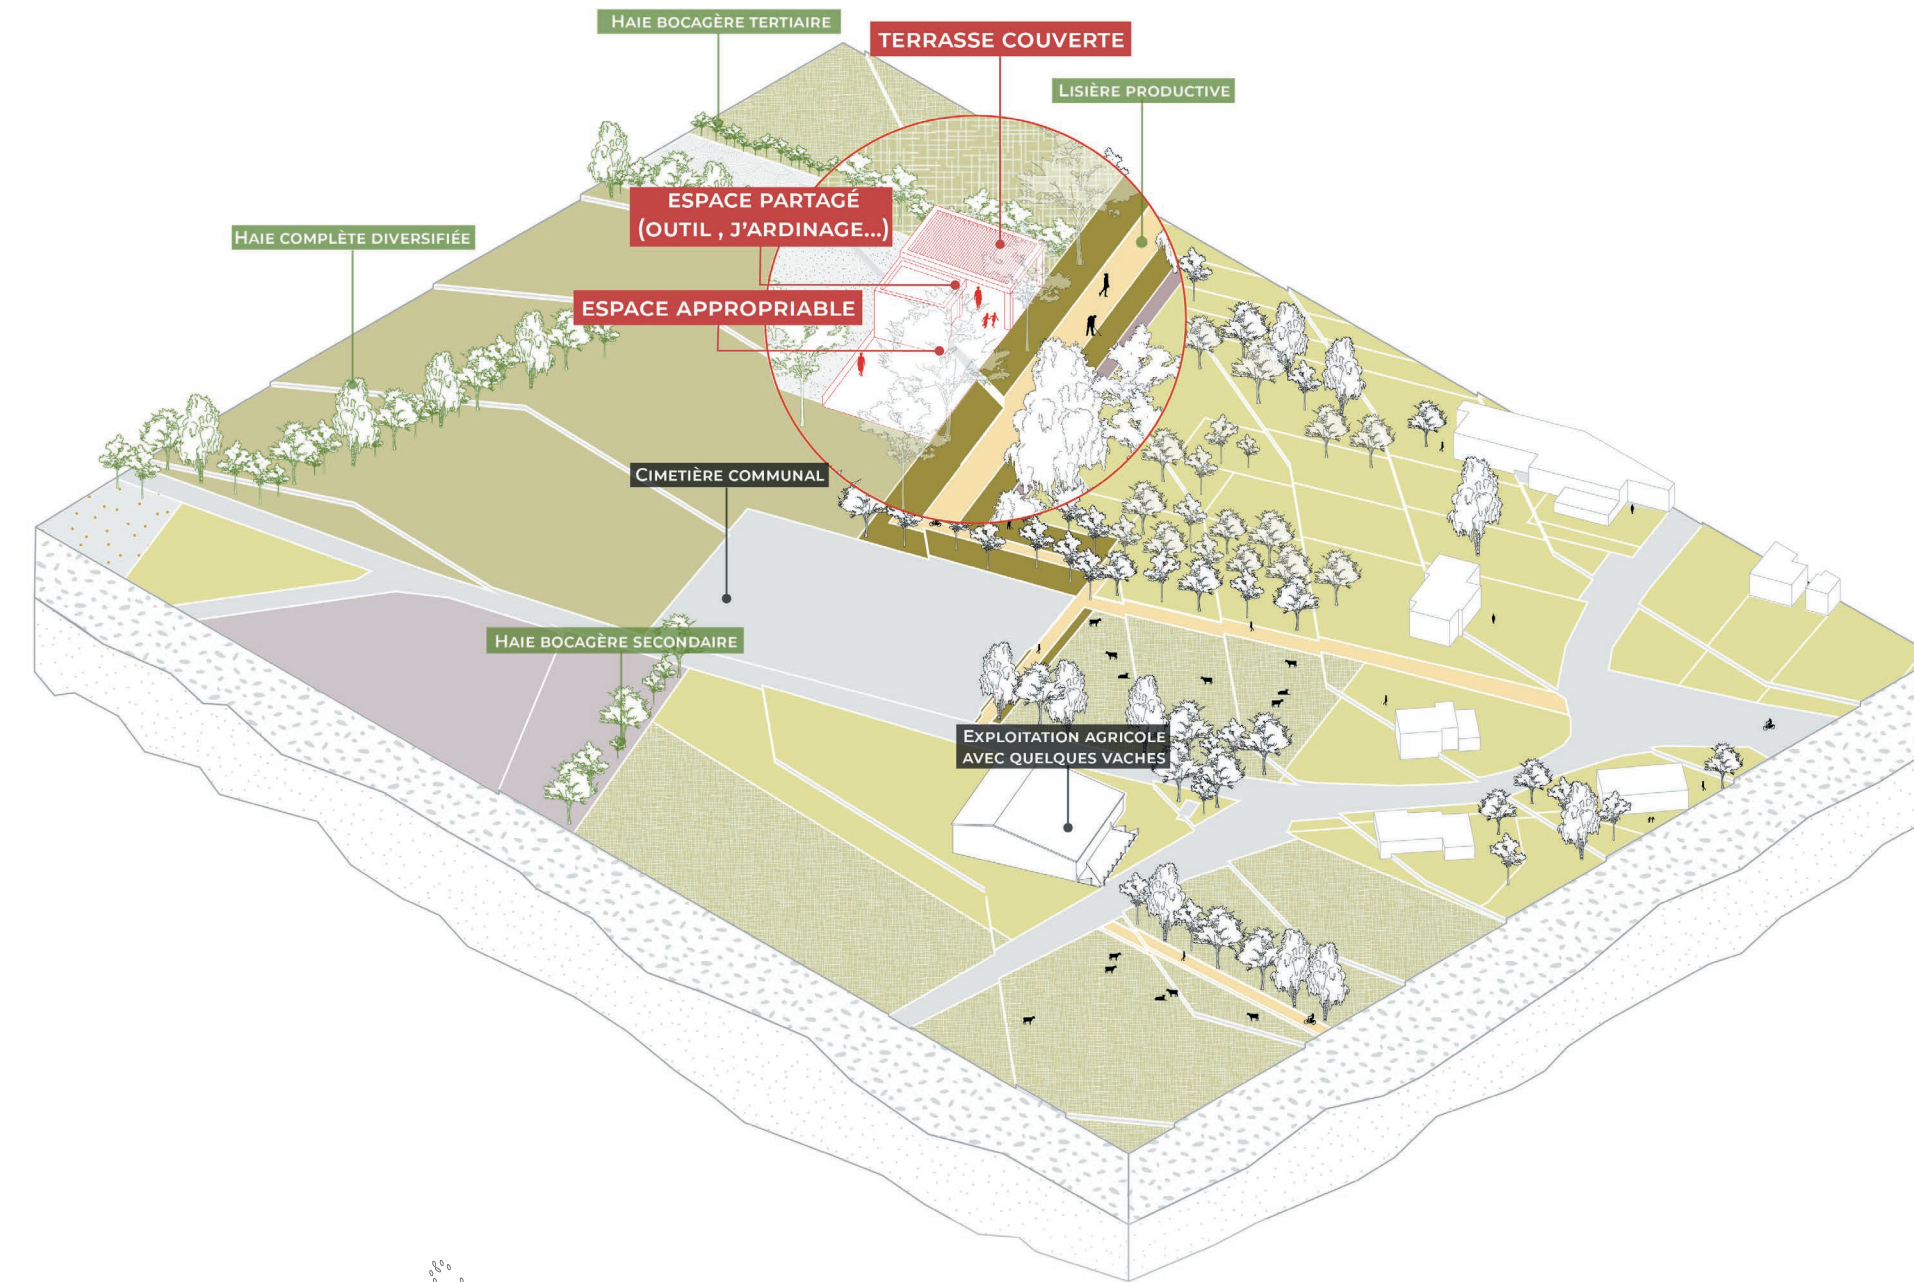 HAIE BOCAGÈRE TERTIAIRE
TERRASSE COUVERTE
LISIÈRE PRODUCTIVE
ESPACE PARTAGÉ
(OUTIL , J'ARDINAGE...)
HAIE COMPLÈTE DIVERSIFIÉE
ESPACE APPROPRIABLE
CIMETIÈRE COMMUNAL
HAIE BOCAGÈRE SECONDAIRE
EXPLOITATION AGRICOLE
AVEC QUELQUES VACHES